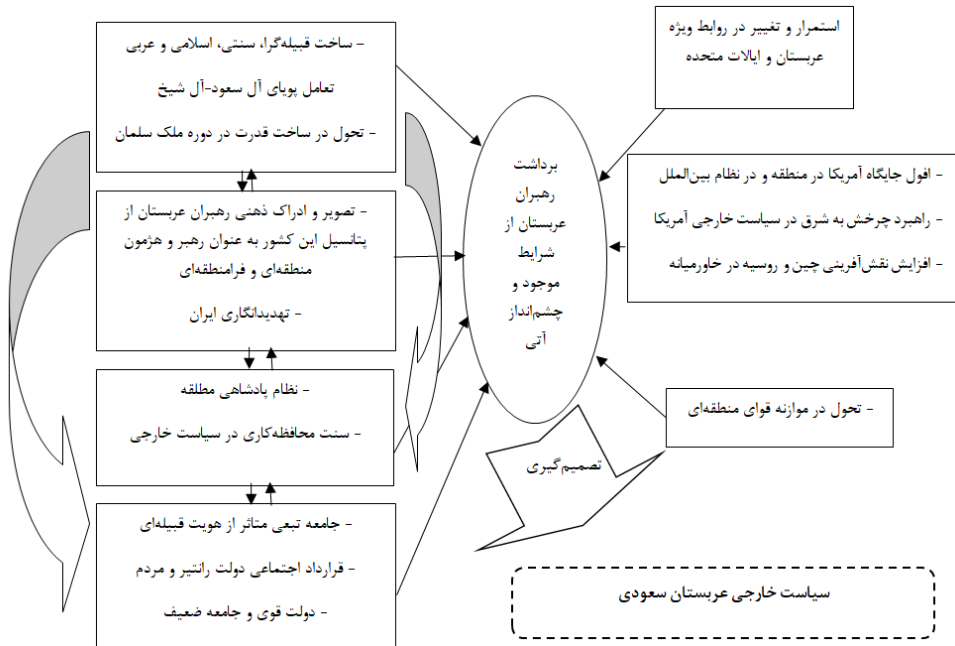 استمرار و تغییر در روابط ویژه
عربستان و ایالات متحده
- افول جایگاه آمریکا در منطقه و در نظام بین‌الملل
راهبرد چرخش به شرق در سیاست خارجی آمریکا
- افزایش نقش‌آفرینی چین و روسیه در خاورمیانه
- تحول در موازنه قوای منطقه‌ای
برداشت
رهبران
عربستان از
شرایط
موجود و
چشم‌انداز
آتی
تصمیم‌گیری
سیاست خارجی عربستان سعودی
- ساخت قبیله‌گرا، سنتی، اسلامی و عربی
تعامل پویای آل سعود-آل شیخ
- تحول در ساخت قدرت در دوره ملک سلمان
- تصویر و ادراک ذهنی رهبران عربستان از
پتانسیل این کشور به عنوان رهبر و هژمون
منطقه‌ای و فرامنطقه‌ای
- تهدیدانگاری ایران
- نظام پادشاهی مطلقه
- سنت محافظه‌کاری در سیاست خارجی
- جامعه تبعی متاثر از هویت قبیله‌ای
- قرارداد اجتماعی دولت رانتیر و مردم
- دولت قوی و جامعه ضعیف